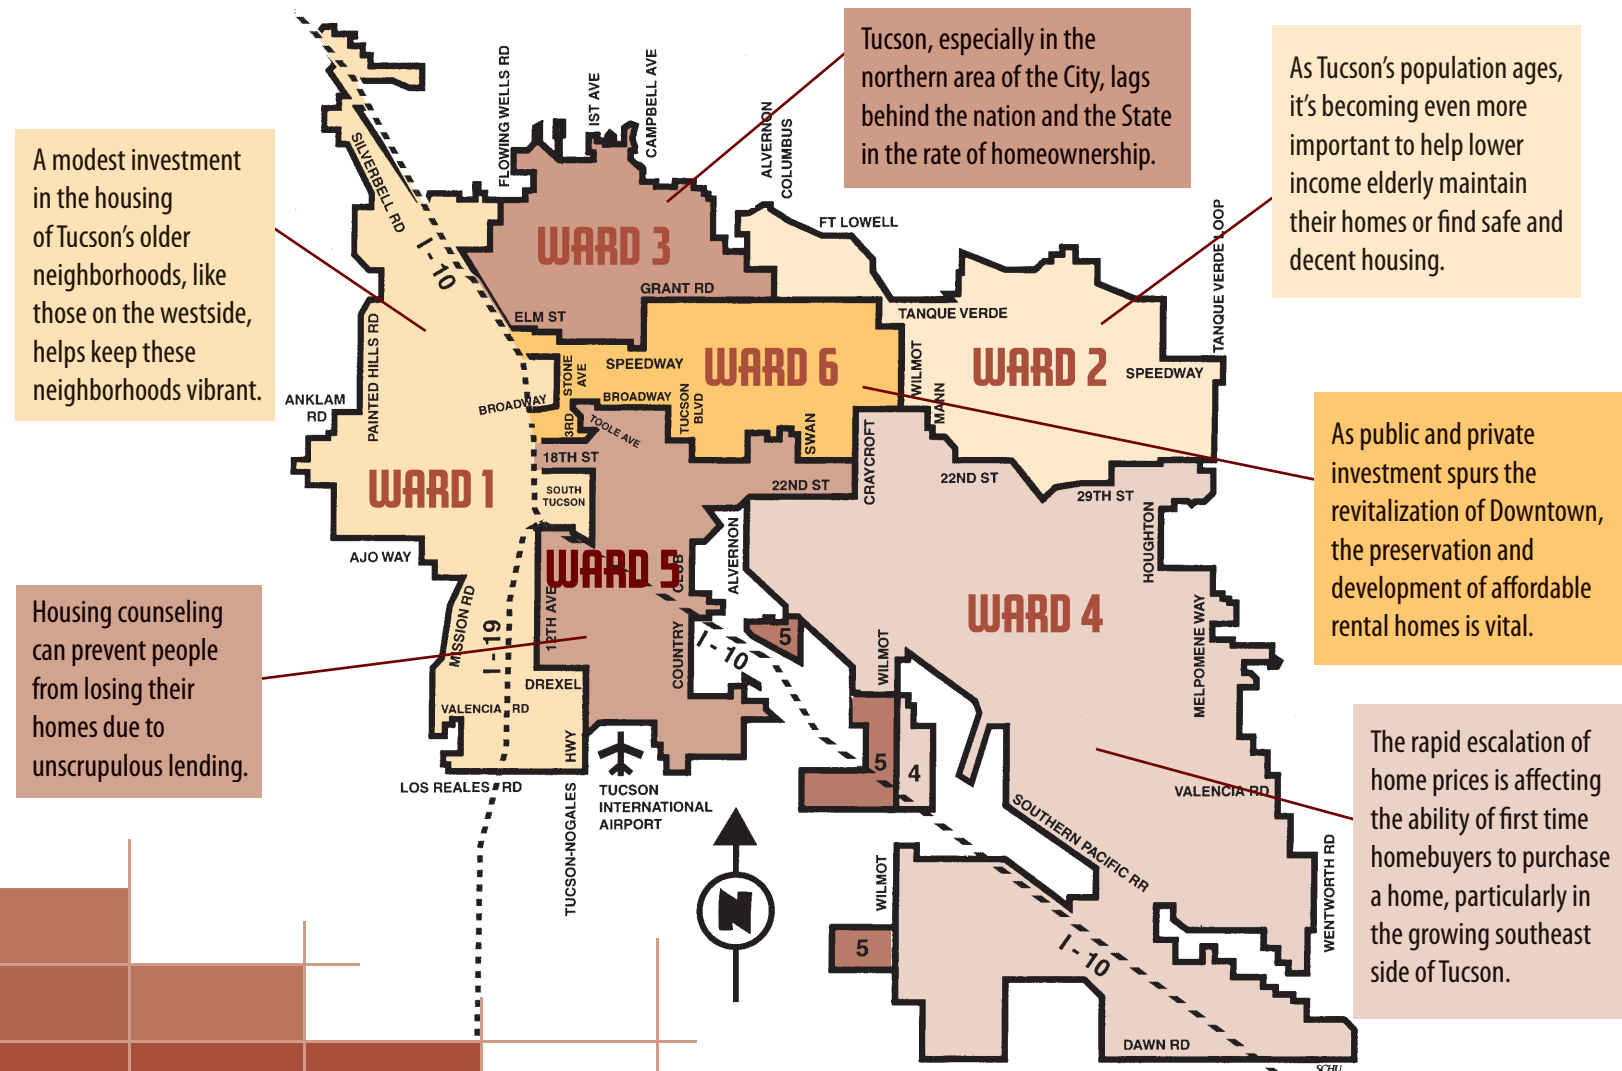 Tucson, especially in the
northern area of the City, lags
behind the nation and the State
in the rate of homeownership.
As Tucson's population ages,
it's becoming even more
important to help lower
income elderly maintain
their homes or find safe and
decent housing.
A modest investment
in the housing
of Tucson's older
neighborhoods, like
those on the westside,
helps keep these
neighborhoods vibrant.
As public and private
investment spurs the
revitalization of Downtown,
the preservation and
development of affordable
rental homes is vital.
Housing counseling
can prevent people
from losing their
homes due to
unscrupulous lending.
The rapid escalation of
home prices is affecting
the ability of first time
homebuyers to purchase
a home, particularly in
the growing southeast
side of Tucson.
FLOWING WELLS RD
1ST AVE
CAMPBELL AVE
ALVERNON
COLUMBUS
FT LOWELL
TANQUE VERDE LOOP
SILVERBELL RD
I - 10
WARD 3
GRANT RD
ELM ST
TANQUE VERDE
PAINTED HILLS RD
SPEEDWAY
WARD 6
WILMOT
WARD 2
SPEEDWAY
STONE
AVE
ANKLAM
RD
BROADWAY
BROADWAY
TUCSON
BLVD
MANN
3RD
TOOLE AVE
SWAN
CRAYCROFT
18TH ST
WARD 1
SOUTH
TUCSON
22ND ST
22ND ST
29TH ST
HOUGHTON
AJO WAY
WARD 5
COUNTRY CLUB
ALVERNON
WARD 4
MISSION RD
I - 19
12TH AVE
I - 10
5
WILMOT
MELPOMENE WAY
DREXEL
VALENCIA RD
TUCSON-NOGALES HWY
5
4
LOS REALES RD
TUCSON
INTERNATIONAL
AIRPORT
VALENCIA RD
SOUTHERN PACIFIC RR
WILMOT
WENTWORTH RD
N
5
I - 10
DAWN RD